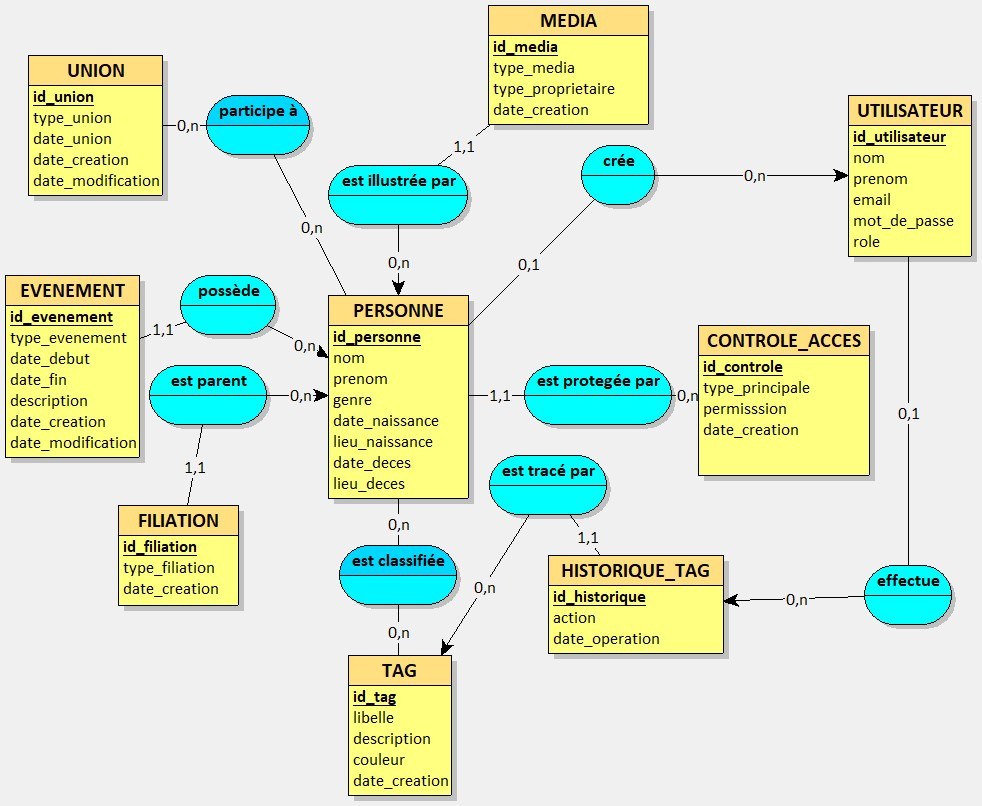 MEDIA
id_media
type_media
type_proprietaire
date_creation
UNION
id_union
type_union
date_union
date_creation
date_modification
0,n
participe à
0,n
1,1
est illustrée par
0,n
crée
0,n
0,1
UTILISATEUR
id_utilisateur
nom
prenom
email
mot_de_passe
role
EVENEMENT
id_evenement
type_evenement
date_debut
date_fin
description
date_creation
date_modification
possède
1,1
0,n
PERSONNE
id_personne
nom
prenom
genre
date_naissance
lieu_naissance
date_deces
lieu_deces
est parent
0,n
1,1
1,1
est protegée par
0,n
CONTROLE_ACCES
id_controle
type_principale
permisssion
date_creation
0,1
FILIATION
id_filiation
type_filiation
date_creation
0,n
est classifiée
0,n
est tracé par
1,1
0,n
HISTORIQUE_TAG
id_historique
action
date_operation
0,n
effectue
TAG
id_tag
libelle
description
couleur
date_creation